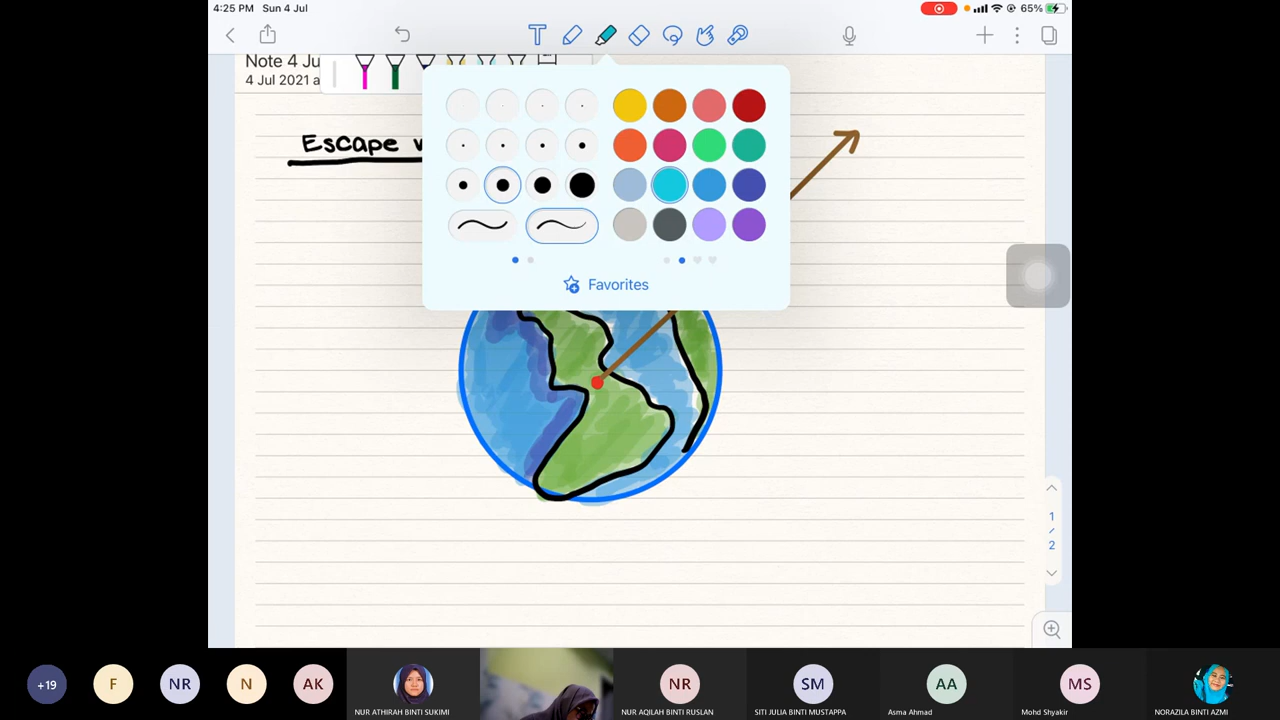 4:25 PM Sun 4 Jul
65%
T
Note 4 Ju
4 Jul 2021 a
Escape
Favorites
1
2
+19
F
NR
N
AK
NR
SM
AA
MS
NUR ATHIRAH BINTI SUKIMI
NUR AQILAH BINTI RUSLAN
SITI JULIA BINTI MUSTAPPA
Asma Ahmad
Mohd Shyakir
NORAZILA BINTI AZMI